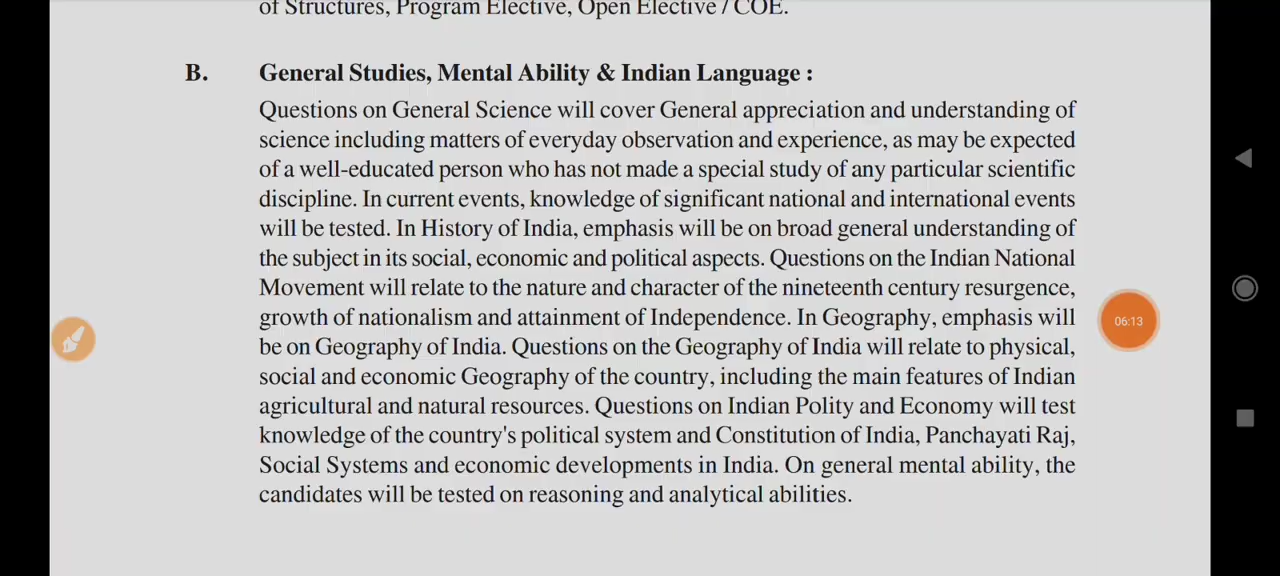 of Structures, Program Elective, Open Elective / COE.
B. General Studies, Mental Ability & Indian Language :
Questions on General Science will cover General appreciation and understanding of
science including matters of everyday observation and experience, as may be expected
of a well-educated person who has not made a special study of any particular scientific
discipline. In current events, knowledge of significant national and international events
will be tested. In History of India, emphasis will be on broad general understanding of
the subject in its social, economic and political aspects. Questions on the Indian National
Movement will relate to the nature and character of the nineteenth century resurgence,
growth of nationalism and attainment of Independence. In Geography, emphasis will
be on Geography of India. Questions on the Geography of India will relate to physical,
social and economic Geography of the country, including the main features of Indian
agricultural and natural resources. Questions on Indian Polity and Economy will test
knowledge of the country's political system and Constitution of India, Panchayati Raj,
Social Systems and economic developments in India. On general mental ability, the
candidates will be tested on reasoning and analytical abilities.
06:13